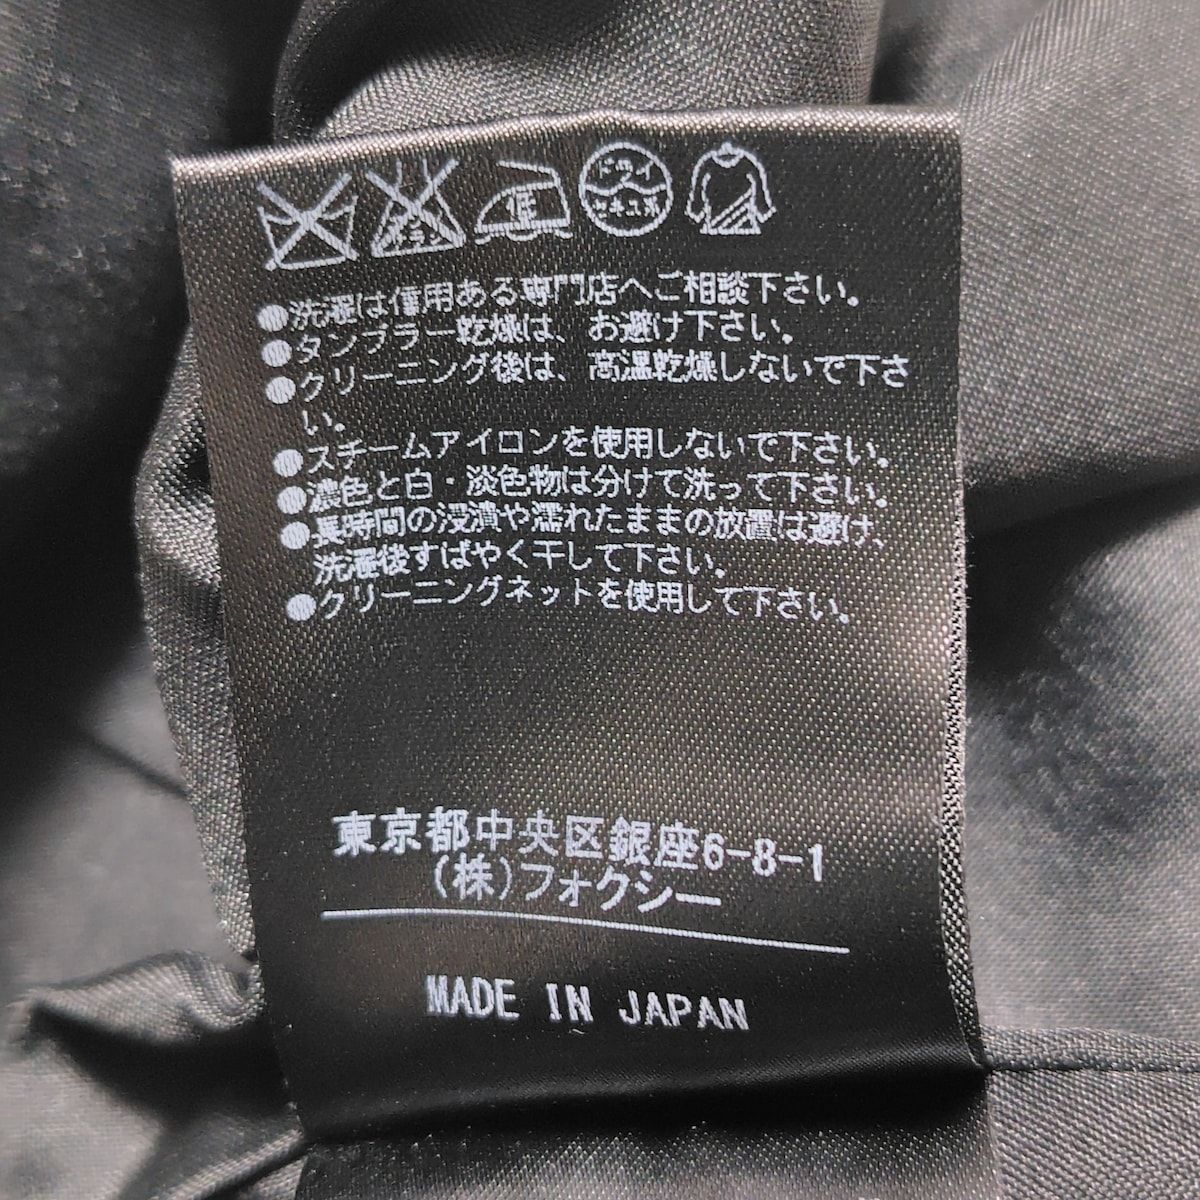 低
ドライ
セキユ系
●洗濯は信用ある専門店へご相談下さい。
●タンブラー乾燥は、お避け下さい。
●クリーニング後は、高温乾燥しないで下さ
い。
●スチームアイロンを使用しないで下さい。
●濃色と白・淡色物は分けて洗って下さい。
●長時間の浸漬や濡れたままの放置は避け、
洗濯後すばやく干して下さい。
●クリーニングネットを使用して下さい。
東京都中央区銀座6-8-1
(株)フォクシー
MADE IN JAPAN